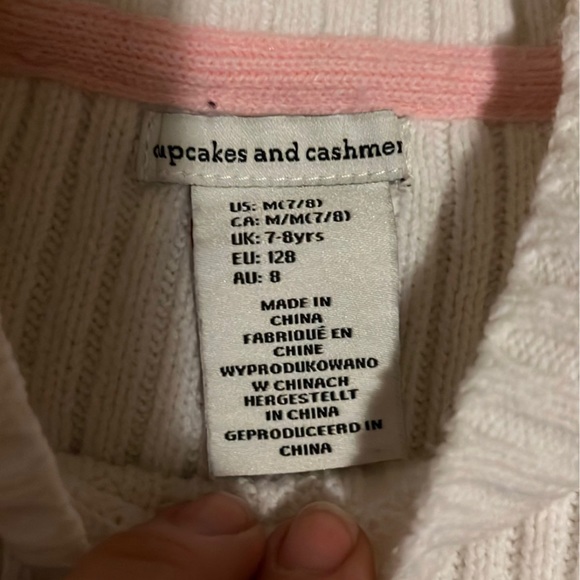 cupcakes and cashmer
US: M(7/8)
CA: M/M(7/8)
UK: 7-8yrs
EU: 128
AU: 8
MADE IN
CHINA
FABRIQUÉ EN
CHINE
WYPRODUKOWANO
W CHINACH
HERGESTELLT
IN CHINA
GEPRODUCEERD IN
CHINA